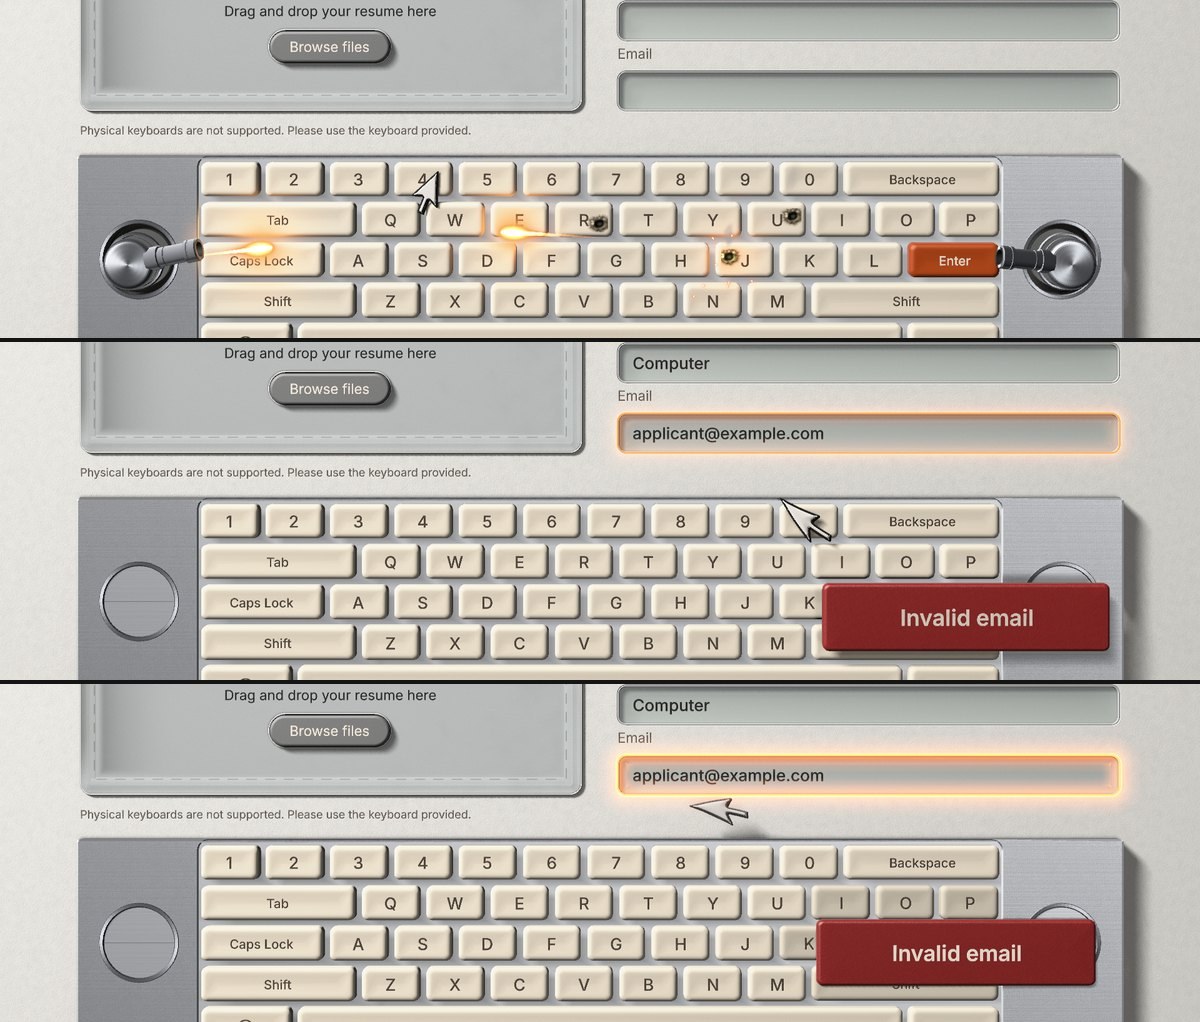 Drag and drop your resume here
Browse files
Email
Physical keyboards are not supported. Please use the keyboard provided.
1 2 3 4 5 6 7 8 9 0 Backspace
Tab Q W E R T Y U I O P
Caps Lock A S D F G H J K L Enter
Shift Z X C V B N M Shift
Drag and drop your resume here
Browse files
Computer
Email
applicant@example.com
Physical keyboards are not supported. Please use the keyboard provided.
1 2 3 4 5 6 7 8 9 Backspace
Tab Q W E R T Y U I O P
Caps Lock A S D F G H J K
Invalid email
Shift Z X C V B N M
Drag and drop your resume here
Browse files
Computer
Email
applicant@example.com
Physical keyboards are not supported. Please use the keyboard provided.
1 2 3 4 5 6 7 8 9 0 Backspace
Tab Q W E R T Y U I O P
Caps Lock A S D F G H J K
Invalid email
Shift Z X C V B N M